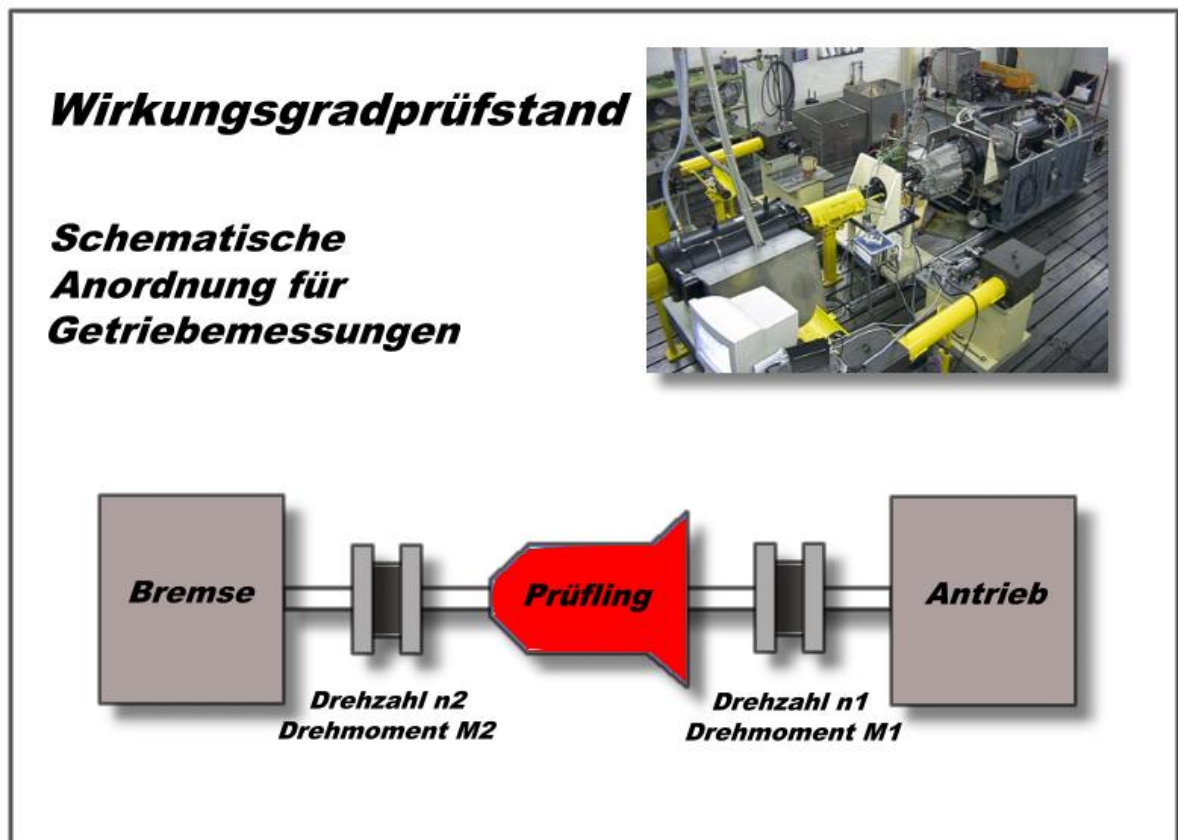 Wirkungsgradprüfstand
Schematische
Anordnung für
Getriebemessungen
Bremse
Prüfling
Antrieb
Drehzahl n2
Drehmoment M2
Drehzahl n1
Drehmoment M1